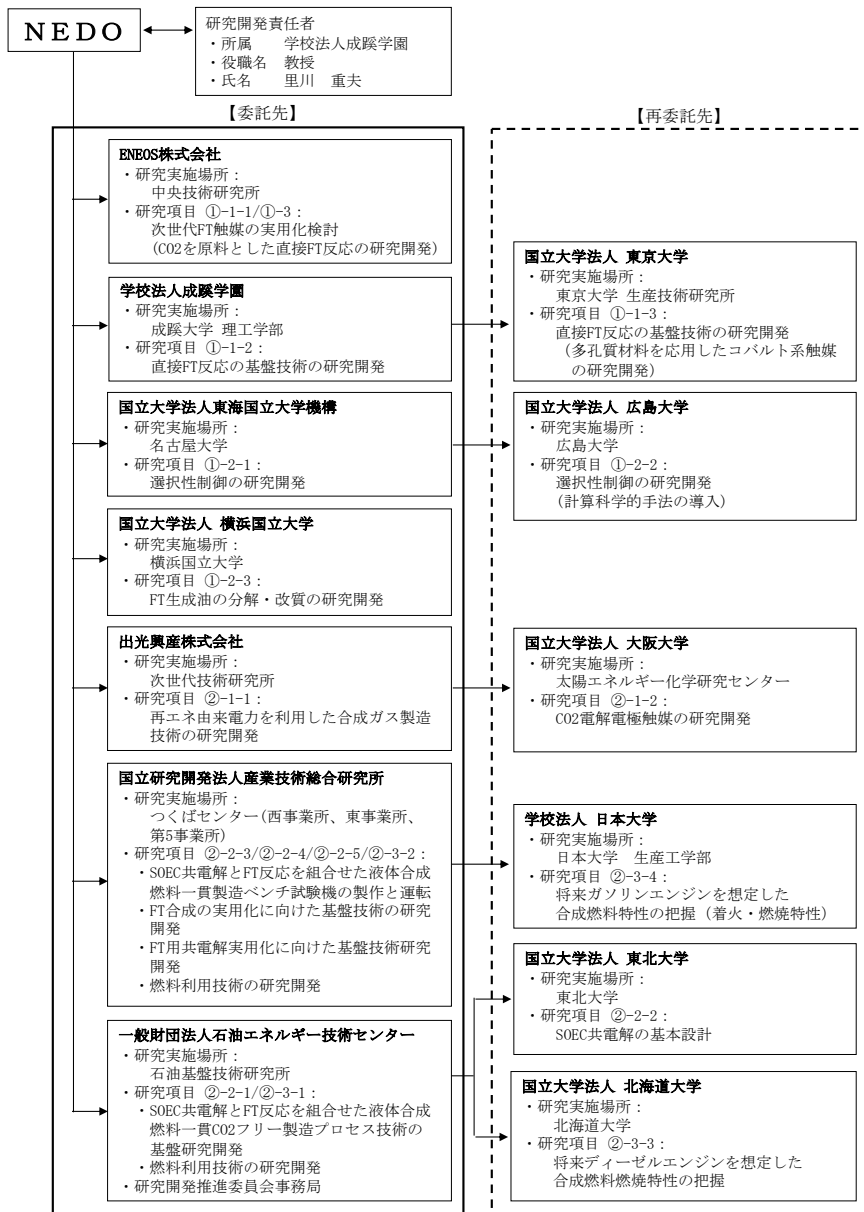 NEDO
研究開発責任者
・所属　　学校法人成蹊学園
・役職名　教授
・氏名　　里川　重夫
【委託先】
【再委託先】
ENEOS株式会社
・研究実施場所：
中央技術研究所
・研究項目 ①-1-1/①-3：
次世代FT触媒の実用化検討
(CO2を原料とした直接FT反応の研究開発)
学校法人成蹊学園
・研究実施場所：
成蹊大学 理工学部
・研究項目 ①-1-2：
直接FT反応の基盤技術の研究開発
国立大学法人 東京大学
・研究実施場所：
東京大学 生産技術研究所
・研究項目 ①-1-3：
直接FT反応の基盤技術の研究開発
（多孔質材料を応用したコバルト系触媒
の研究開発）
国立大学法人東海国立大学機構
・研究実施場所：
名古屋大学
・研究項目 ①-2-1：
選択性制御の研究開発
国立大学法人 広島大学
・研究実施場所：
広島大学
・研究項目 ①-2-2：
選択性制御の研究開発
(計算科学的手法の導入)
国立大学法人 横浜国立大学
・研究実施場所：
横浜国立大学
・研究項目 ①-2-3：
FT生成油の分解・改質の研究開発
出光興産株式会社
・研究実施場所：
次世代技術研究所
・研究項目 ②-1-1：
再エネ由来電力を利用した合成ガス製造
技術の研究開発
国立大学法人 大阪大学
・研究実施場所：
太陽エネルギー化学研究センター
・研究項目 ②-1-2：
CO2電解電極触媒の研究開発
国立研究開発法人産業技術総合研究所
・研究実施場所：
つくばセンター(西事業所、東事業所、
第5事業所)
・研究項目 ②-2-3/②-2-4/②-2-5/②-3-2：
・SOEC共電解とFT反応を組合せた液体合成
燃料一貫製造ベンチ試験機の製作と運転
・FT合成の実用化に向けた基盤技術の研究
開発
・FT用共電解実用化に向けた基盤技術研究
開発
・燃料利用技術の研究開発
学校法人 日本大学
・研究実施場所：
日本大学　生産工学部
・研究項目 ②-3-4：
将来ガソリンエンジンを想定した
合成燃料特性の把握（着火・燃焼特性）
国立大学法人 東北大学
・研究実施場所：
東北大学
・研究項目 ②-2-2：
SOEC共電解の基本設計
一般財団法人石油エネルギー技術センター
・研究実施場所：
石油基盤技術研究所
・研究項目 ②-2-1/②-3-1：
・SOEC共電解とFT反応を組合せた液体合成
燃料一貫CO2フリー製造プロセス技術の
基盤研究開発
・燃料利用技術の研究開発
・研究開発推進委員会事務局
国立大学法人 北海道大学
・研究実施場所：
北海道大学
・研究項目 ②-3-3：
将来ディーゼルエンジンを想定した
合成燃料燃焼特性の把握